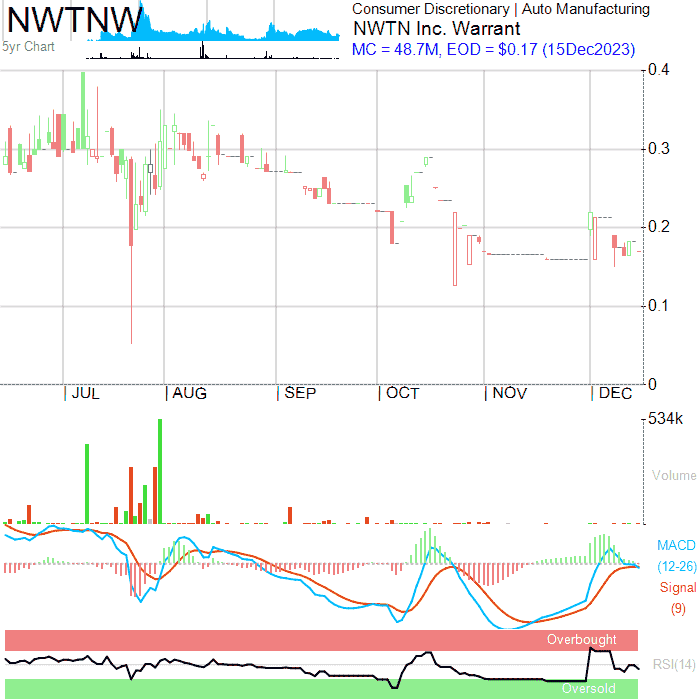 NWTNW
5yr Chart
Consumer Discretionary | Auto Manufacturing
NWTN Inc. Warrant
MC = 48.7M, EOD = $0.17 (15Dec2023)
0.4
0.3
0.2
0.1
0
JUL
AUG
SEP
OCT
NOV
DEC
534k
Volume
MACD
(12-26)
Signal
(9)
Overbought
RSI(14)
Oversold